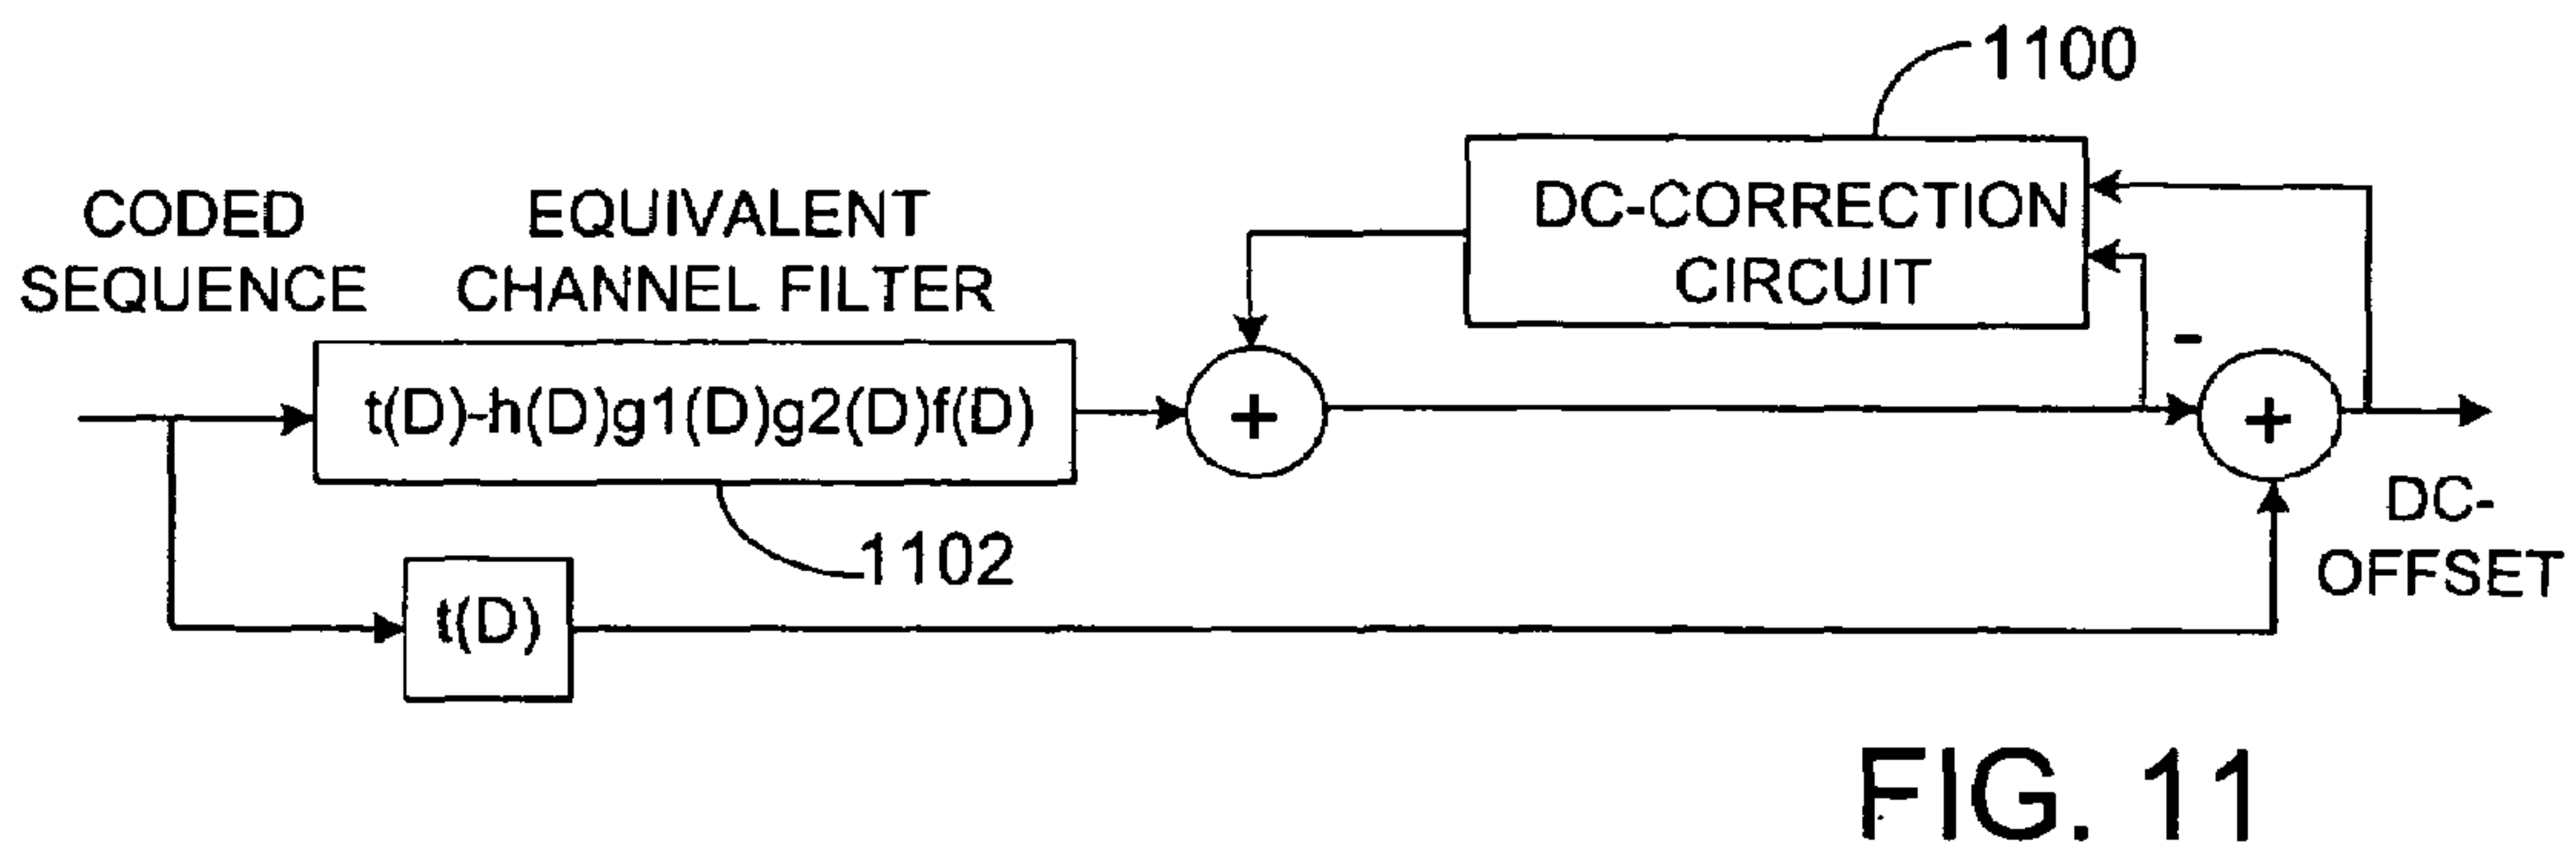 1100
CODED
SEQUENCE
EQUIVALENT
CHANNEL FILTER
DC-CORRECTION
CIRCUIT
t(D)-h(D)g1(D)g2(D)f(D)
+
-
+
1102
t(D)
DC-
OFFSET
FIG. 11